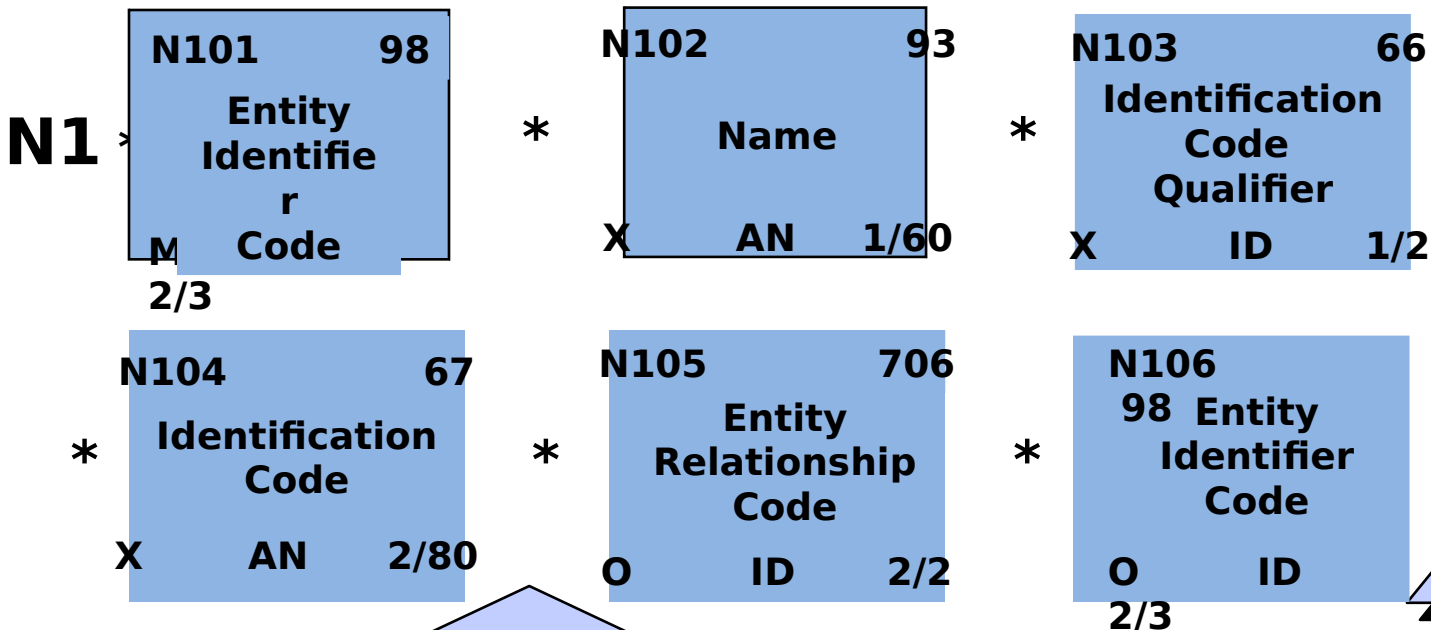 N1 *
N101 98
Entity
Identifie
r
Code
M
2/3
*
N102 93
Name
X AN 1/60
*
N103 66
Identification
Code
Qualifier
X ID 1/2
*
N104 67
Identification
Code
X AN 2/80
*
N105 706
Entity
Relationship
Code
O ID 2/2
*
N106
98 Entity
Identifier
Code
O ID
2/3